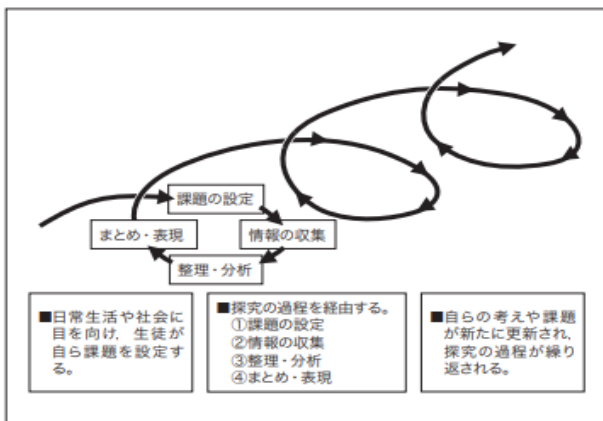 課題の設定
まとめ・表現
情報の収集
整理・分析
■日常生活や社会に
目を向け，生徒が
自ら課題を設定す
る。
■探究の過程を経由する。
①課題の設定
②情報の収集
③整理・分析
④まとめ・表現
■自らの考えや課題
が新たに更新され，
探究の過程が繰り
返される。